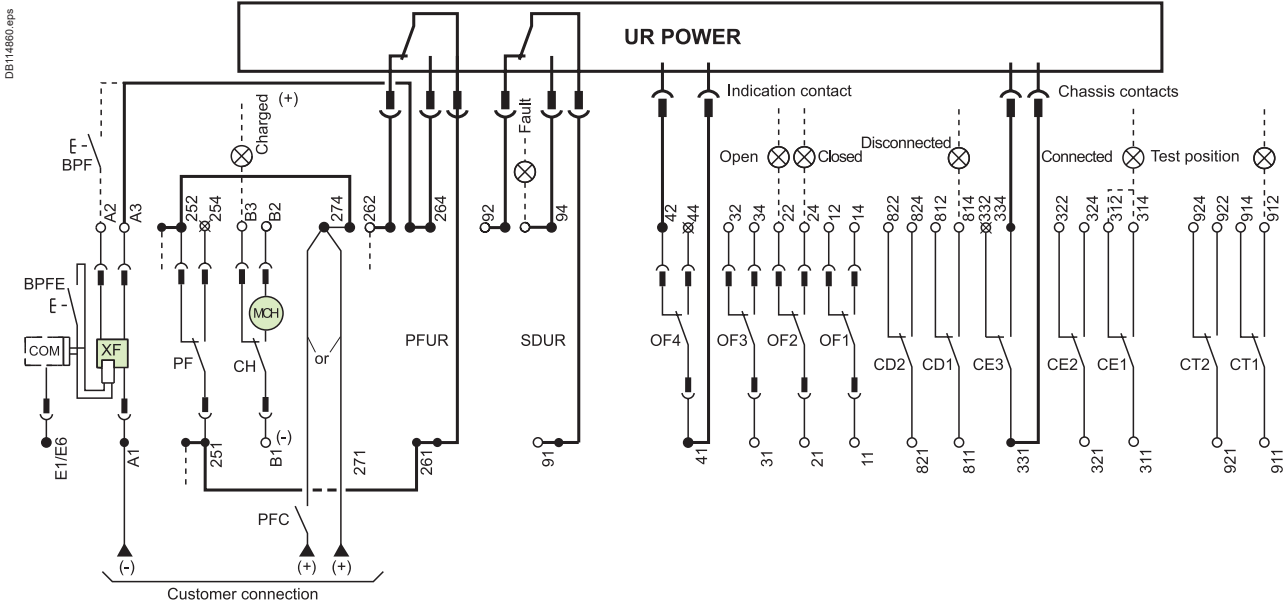 DB114860.eps
UR POWER
Indication contact
Chassis contacts
Charged
(+)
Fault
Open
Closed
Disconnected
Connected
Test position
E
BPF
A2
A3
252
254
B3
B2
274
262
264
92
94
42
44
32
34
22
24
12
14
822
824
812
814
332
334
322
324
312
314
924
922
914
912
BPFE
E
COM
XF
MCH
PF
CH
or
PFUR
SDUR
OF4
OF3
OF2
OF1
CD2
CD1
CE3
CE2
CE1
CT2
CT1
E1/E6
A1
251
B1
(-)
271
261
91
41
31
21
11
821
811
331
321
311
921
911
PFC
(-)
(+)
(+)
Customer connection